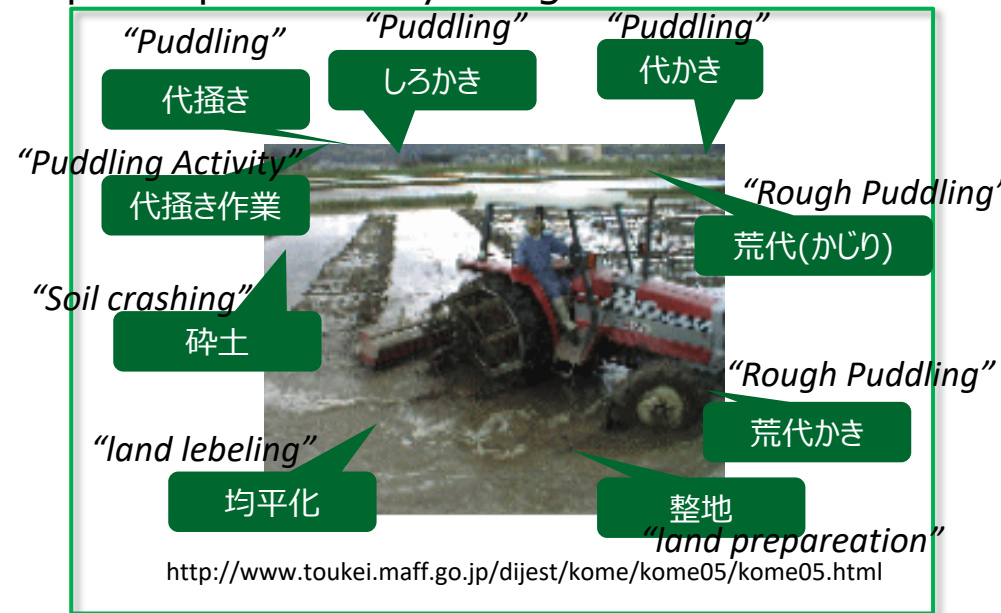 “Puddling” “Puddling” “Puddling”
代掻き しろかき 代かき
“Puddling Activity”
代掻き作業
“Rough Puddling”
荒代(かじり)
“Soil crashing”
砕土
“Rough Puddling”
荒代かき
“land lebeling”
均平化
整地
“land prepareation”
http://www.toukei.maff.go.jp/dijest/kome/kome05/kome05.html